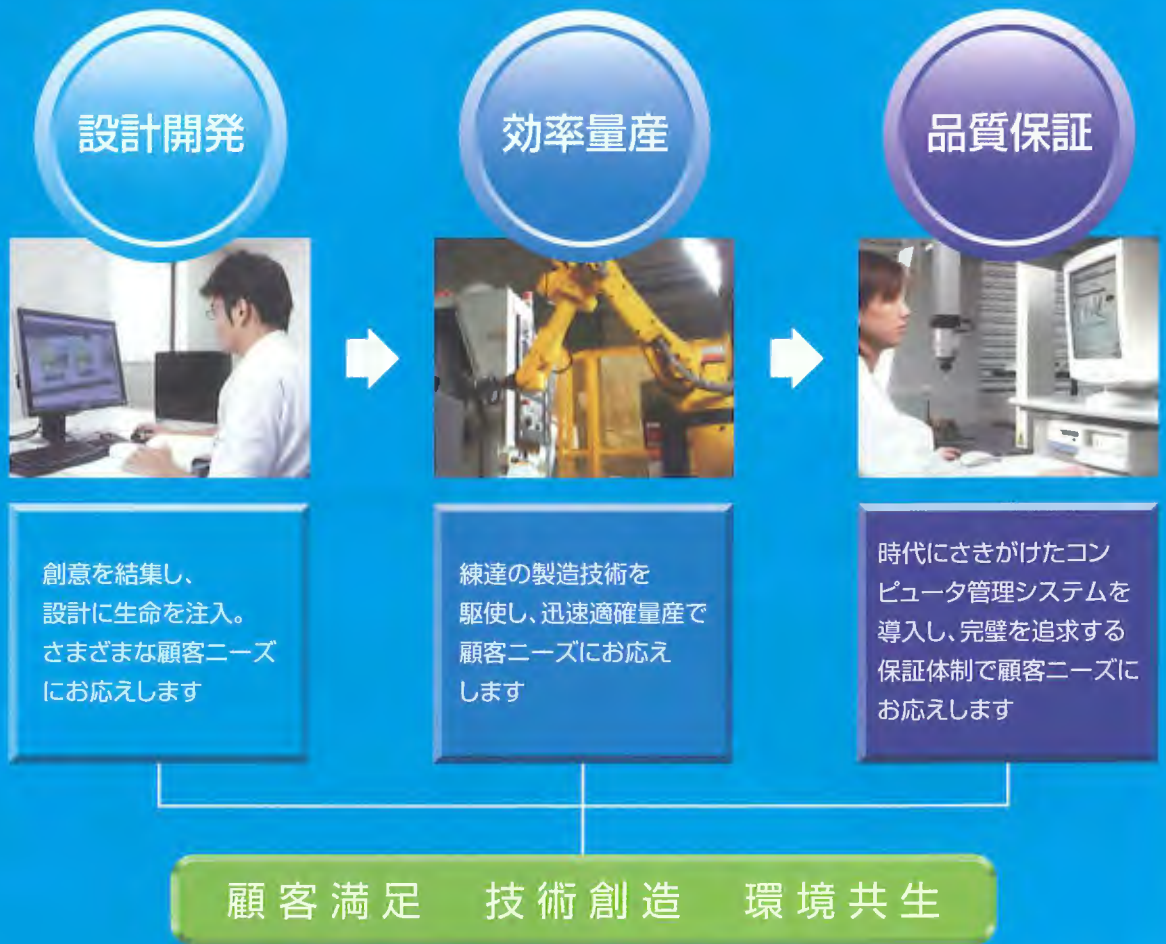 設計開発
効率量産
品質保証
創意を結集し、
設計に生命を注入。
さまざまな顧客ニーズ
にお応えします
練達の製造技術を
駆使し、迅速適確量産で
顧客ニーズにお応え
します
時代にさきがけたコン
ピュータ管理システムを
導入し、完璧を追求する
保証体制で顧客ニーズに
お応えします
顧客満足　技術創造　環境共生